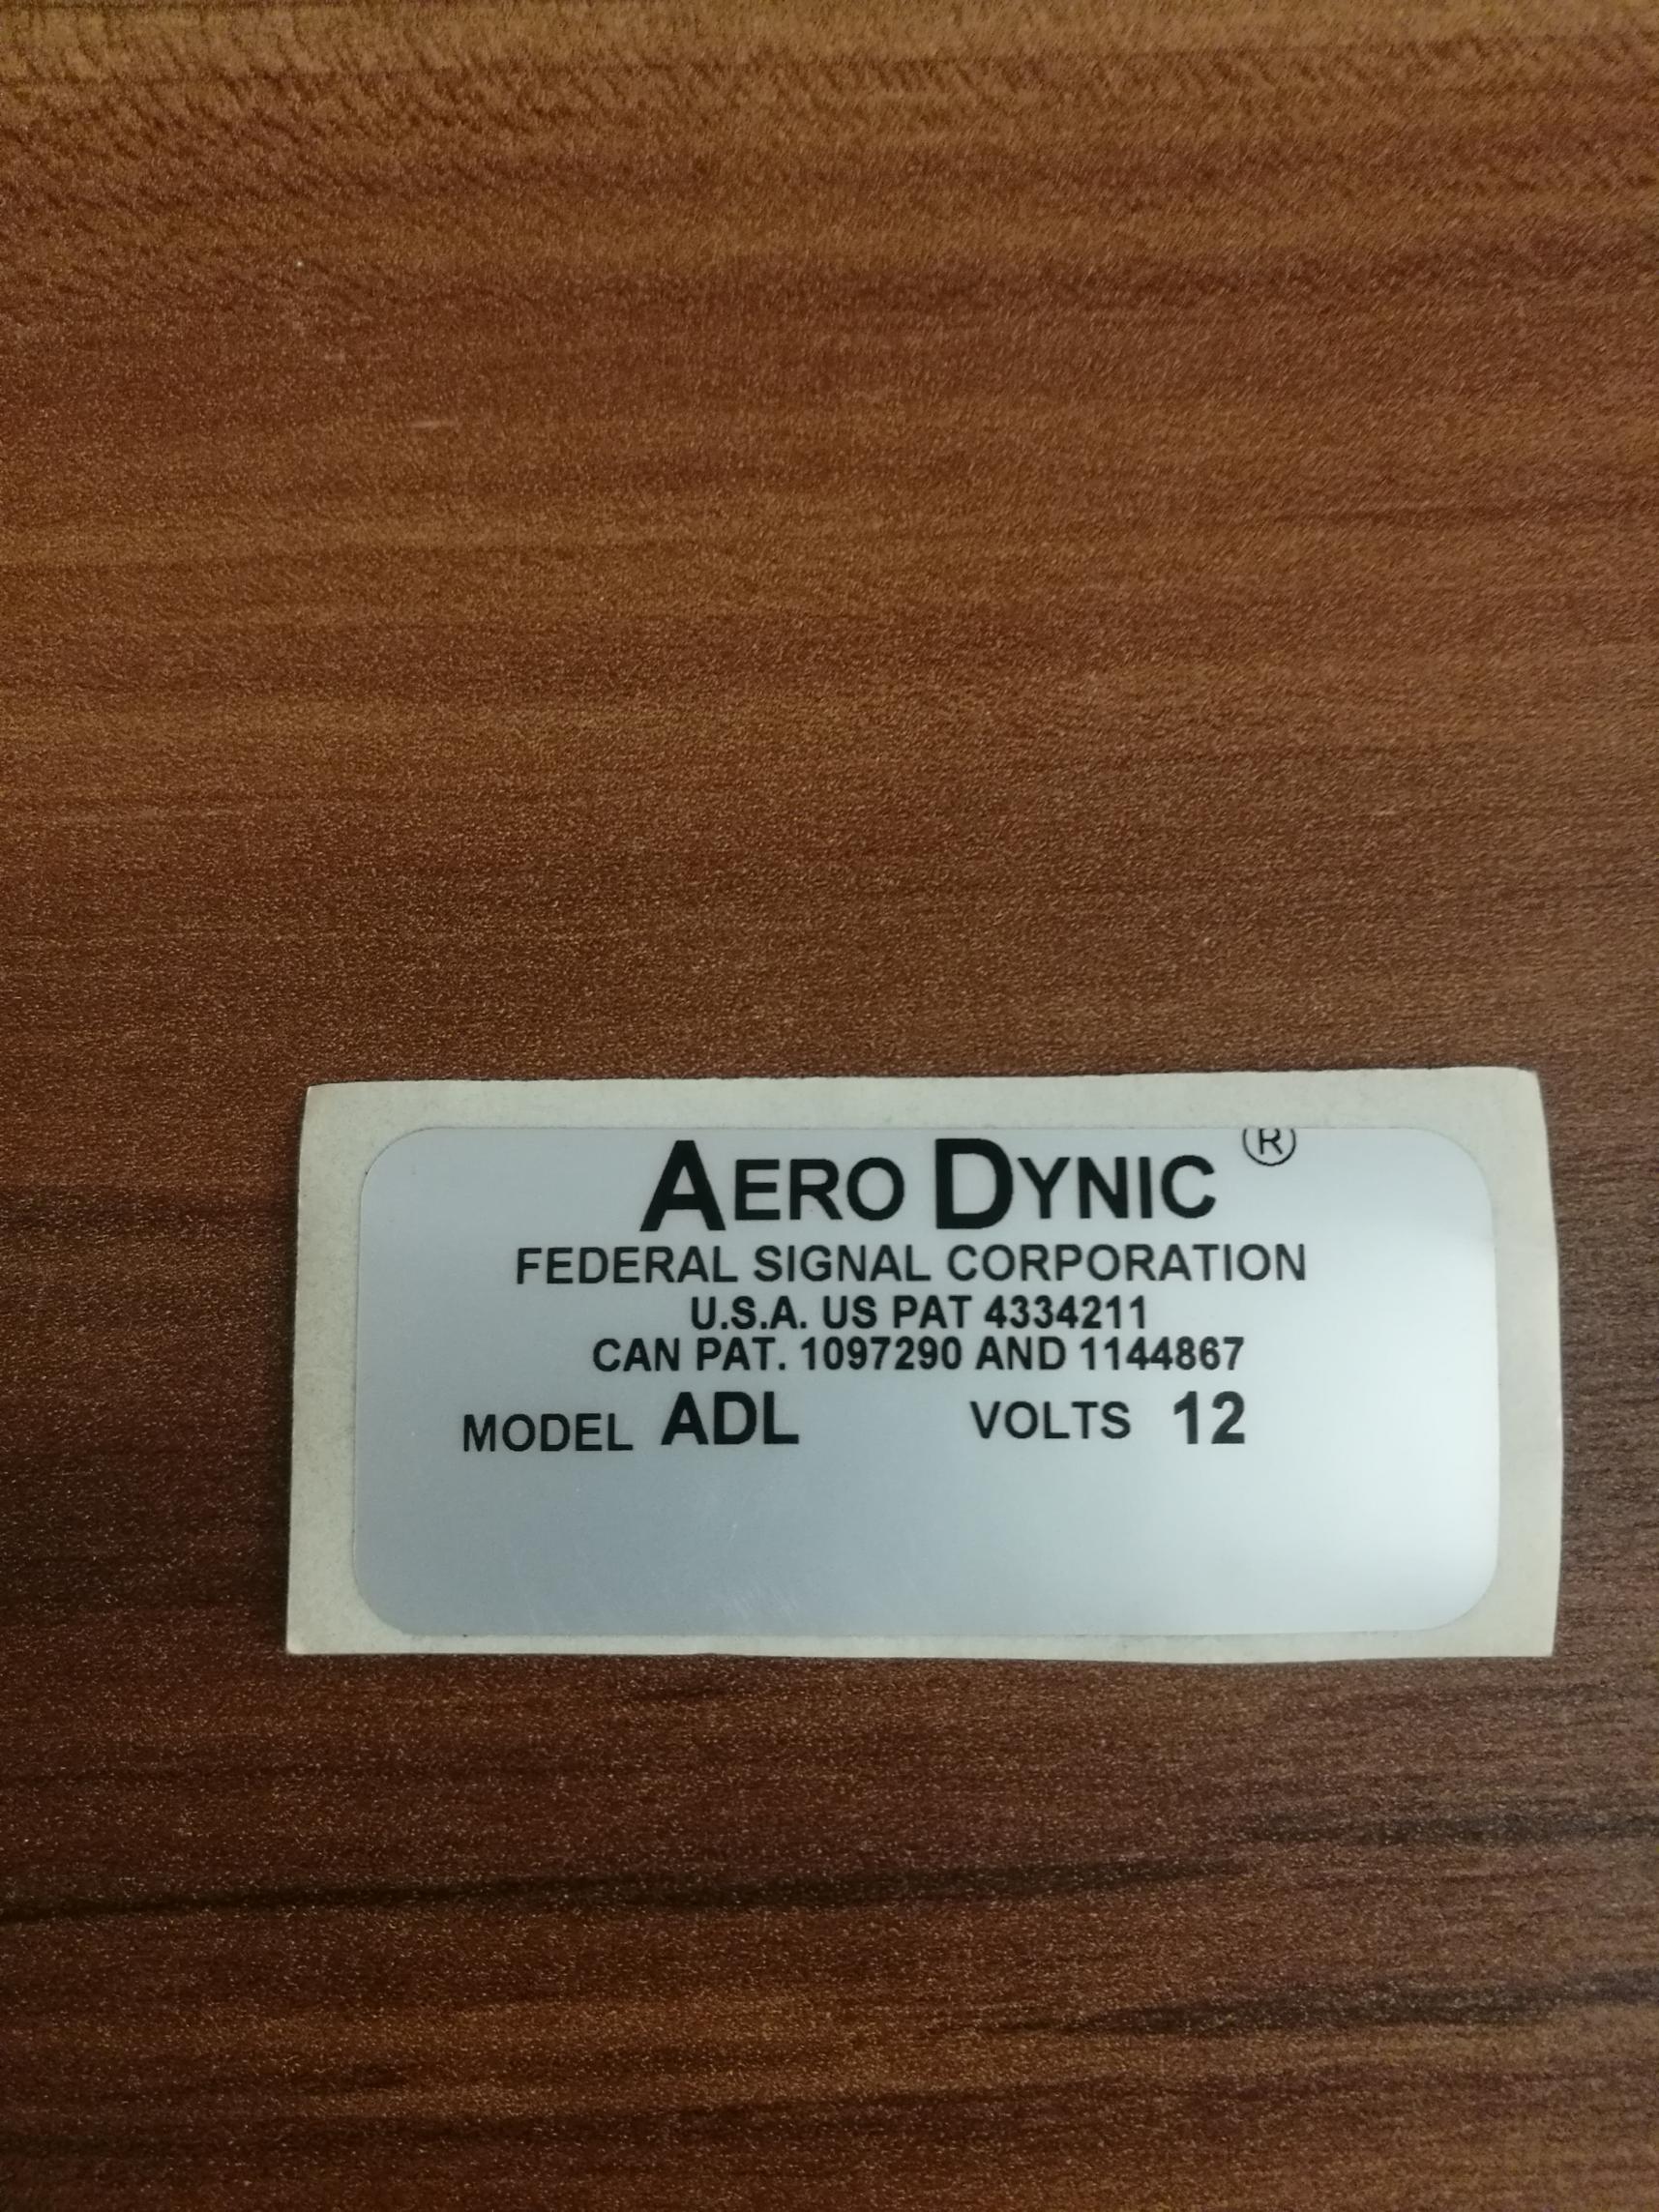 AERO DYNIC ®
FEDERAL SIGNAL CORPORATION
U.S.A. US PAT 4334211
CAN PAT. 1097290 AND 1144867
MODEL ADL VOLTS 12